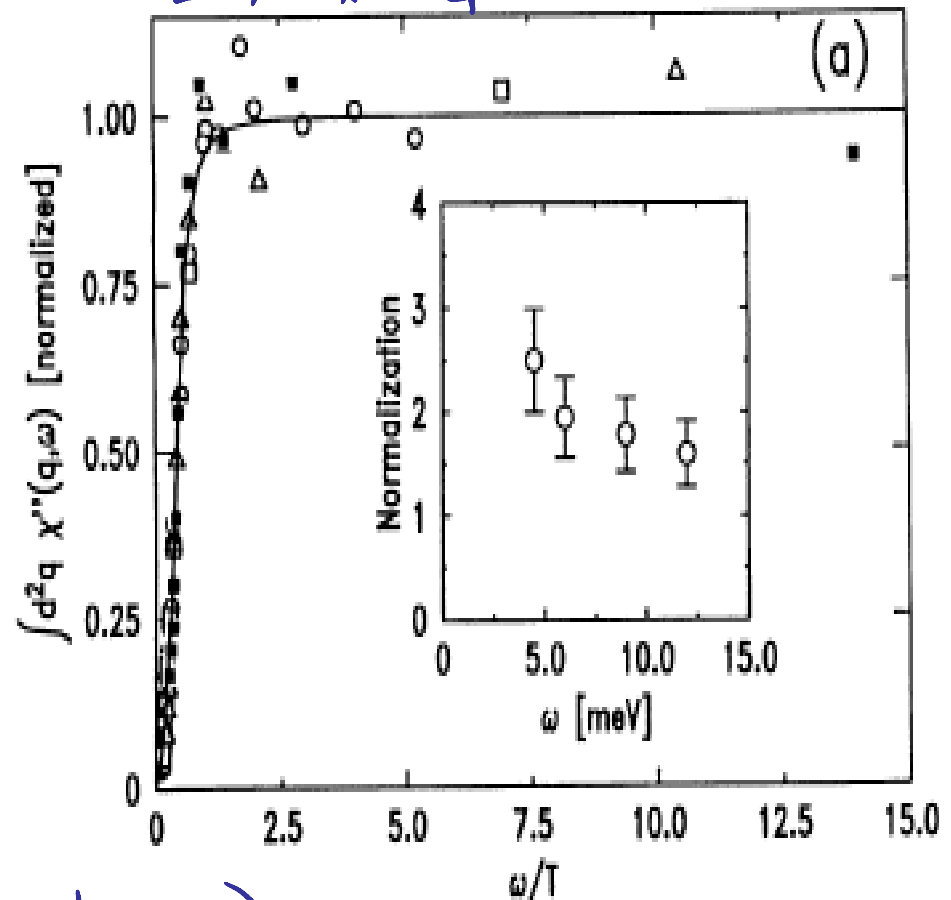 (a)
∫d²q χ''(q,ω) [normalized]
1.00
0.75
0.50
0.25
0
0 2.5 5.0 7.5 10.0 12.5 15.0
ω/T
Normalization
4
3
2
1
0
0 5.0 10.0 15.0
ω [meV]